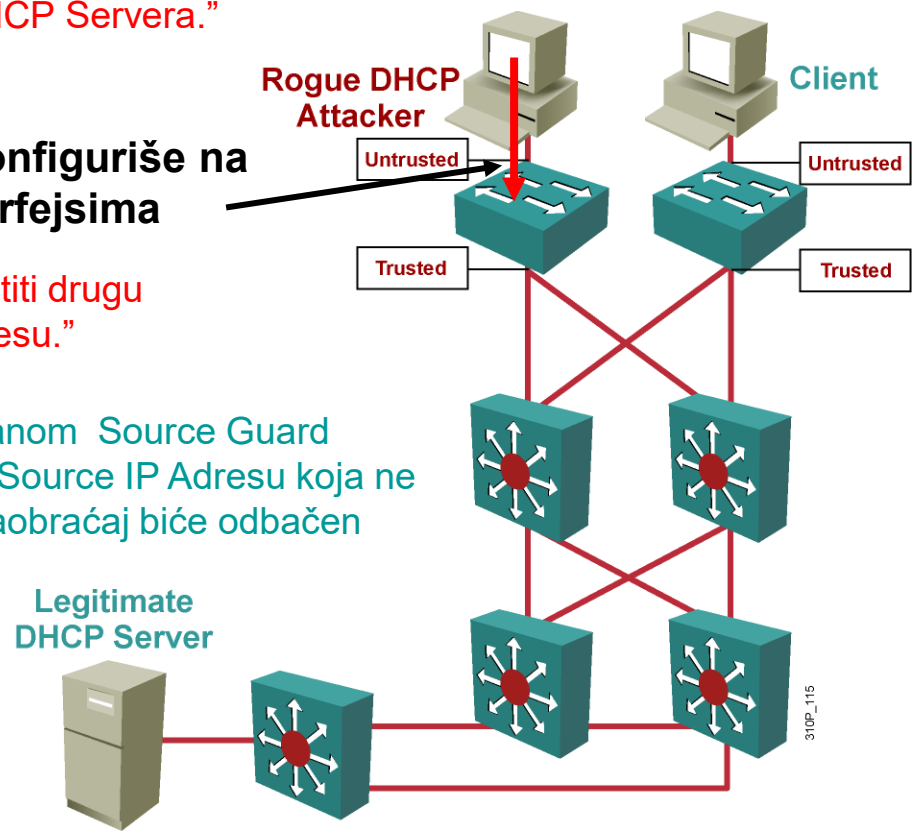 CP Servera.”
Rogue DHCP
Attacker
Client
onfiguriše na
rfejsima
Untrusted
Untrusted
Trusted
Trusted
titi drugu
esu.”
anom Source Guard
Source IP Adresu koja ne
aobraćaj biće odbačen
Legitimate
DHCP Server
310P_115